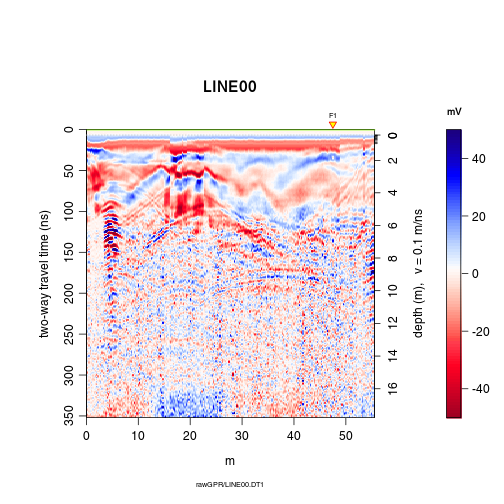 LINE00
F1
mV
0
50
100
150
200
250
300
350
two-way travel time (ns)
0
2
4
6
8
10
12
14
16
depth (m),   v = 0.1 m/ns
40
20
0
-20
-40
0 10 20 30 40 50
m
rawGPR/LINE00.DT1